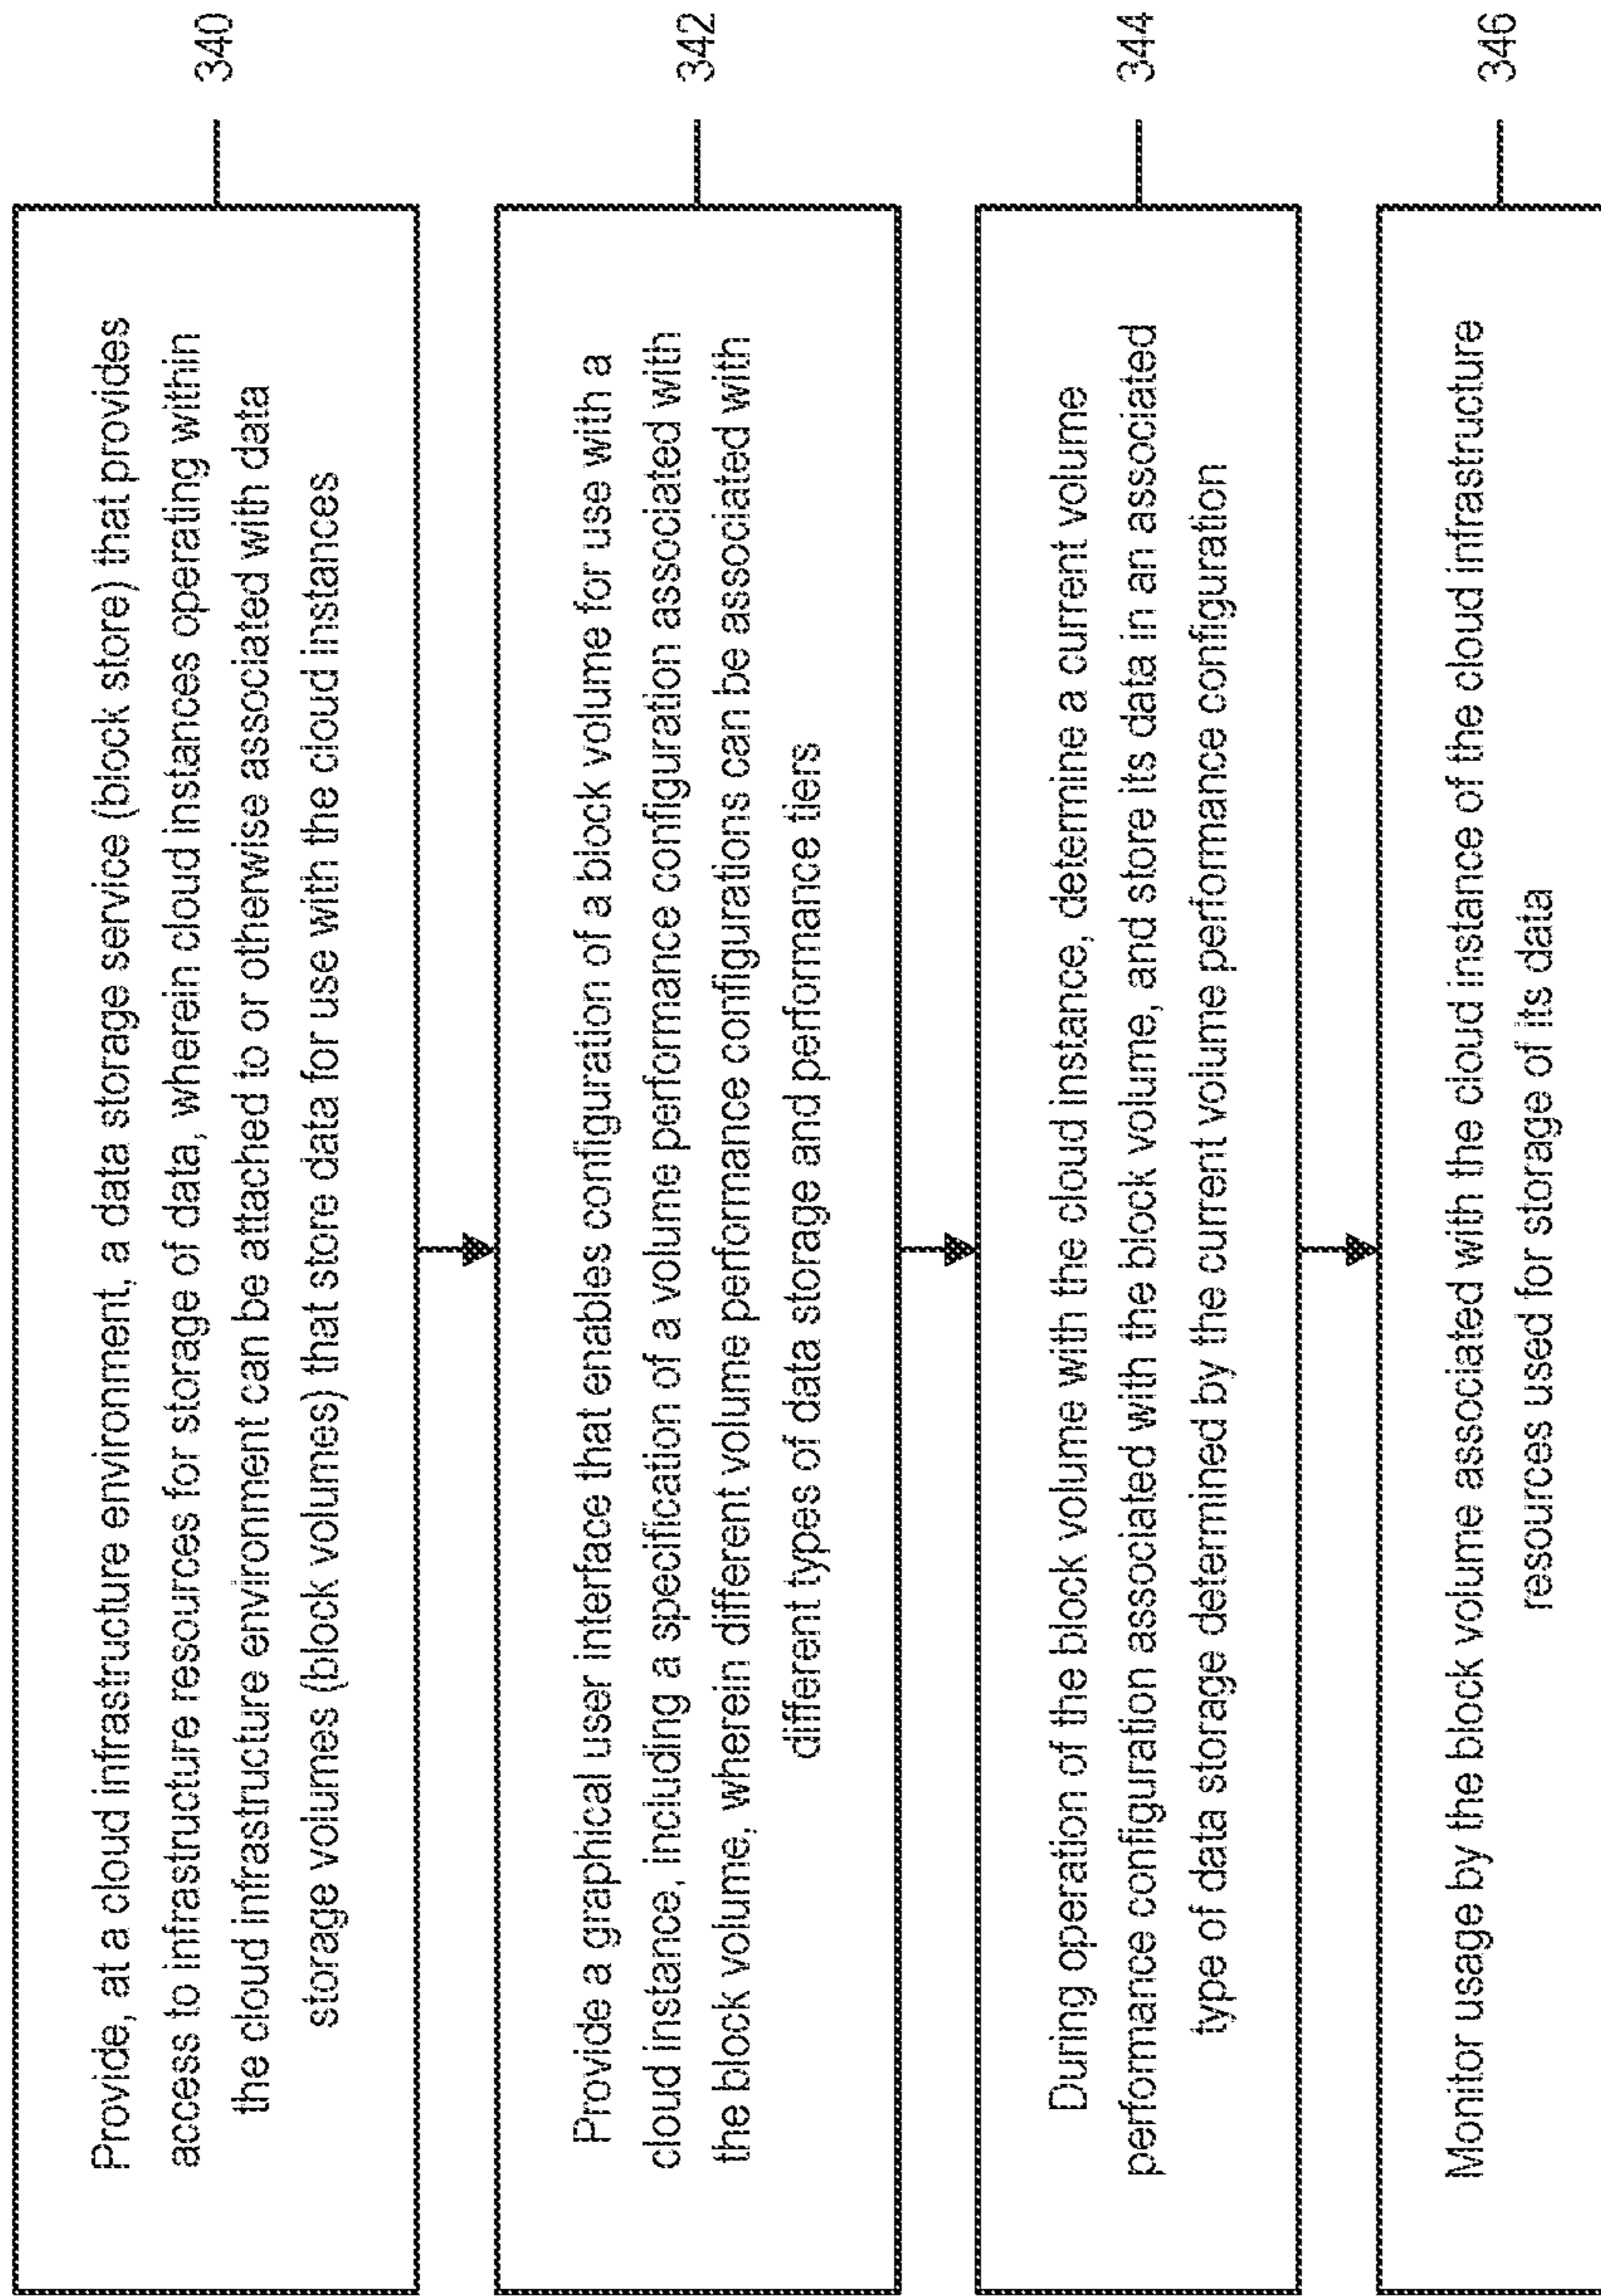 Provide, at a cloud infrastructure environment, a data storage service (block store) that provides
access to infrastructure resources for storage of data, wherein cloud instances operating within
the cloud infrastructure environment can be attached to or otherwise associated with data
storage volumes (block volumes) that store data for use with the cloud instances
340
Provide a graphical user interface that enables configuration of a block volume for use with a
cloud instance, including a specification of a volume performance configuration associated with
the block volume, wherein different volume performance configurations can be associated with
different types of data storage and performance tiers
342
During operation of the block volume with the cloud instance, determine a current volume
performance configuration associated with the block volume, and store its data in an associated
type of data storage determined by the current volume performance configuration
344
Monitor usage by the block volume associated with the cloud instance of the cloud infrastructure
resources used for storage of its data
346